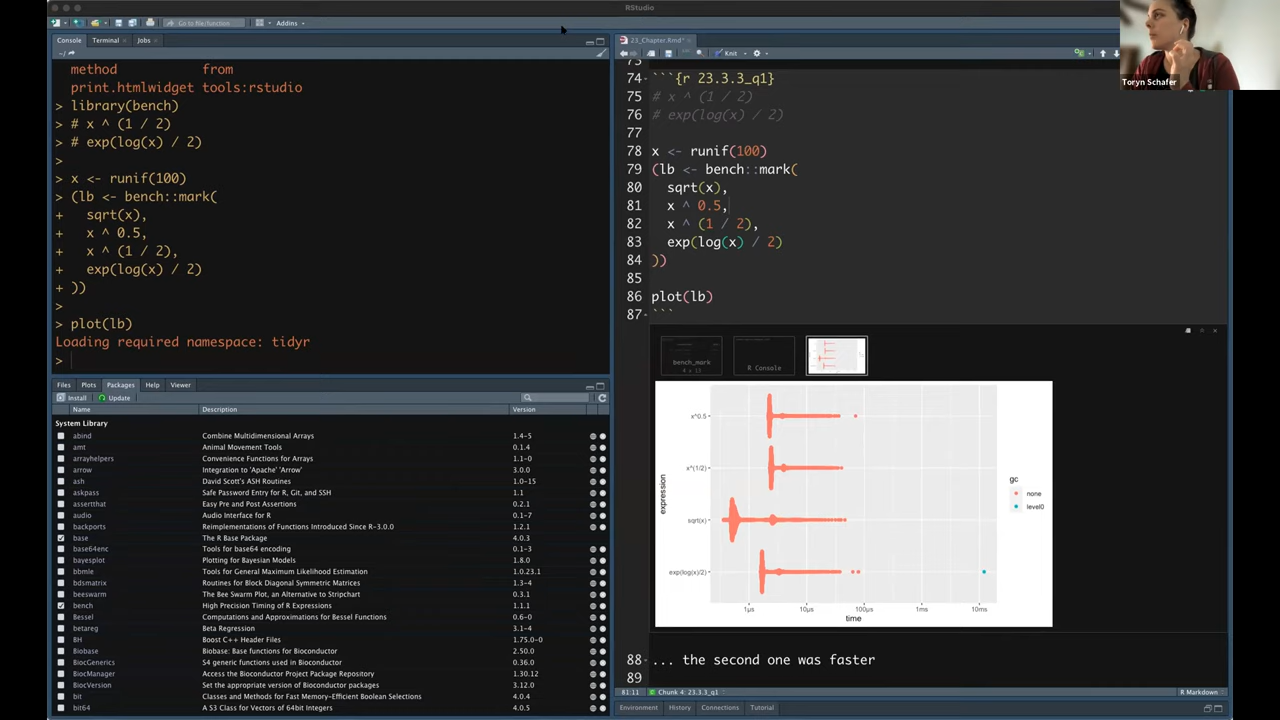 RStudio
Go to file/function
Addins
Console
Terminal
Jobs
~/
method from
print.htmlwidget tools:rstudio
> library(bench)
> # x ^ (1 / 2)
> # exp(log(x) / 2)
>
> x <- runif(100)
> (lb <- bench::mark(
+ sqrt(x),
+ x ^ 0.5,
+ x ^ (1 / 2),
+ exp(log(x) / 2)
+ ))
>
> plot(lb)
Loading required namespace: tidyr
>
Files Plots Packages Help Viewer
Install Update
Name Description Version
System Library
abind Combine Multidimensional Arrays 1.4-5
amt Animal Movement Tools 0.1.4
arrayhelpers Convenience Functions for Arrays 1.1-0
arrow Integration to 'Apache' 'Arrow' 3.0.0
ash David Scott's ASH Routines 1.0-15
askpass Safe Password Entry for R, Git, and SSH 1.1
assertthat Easy Pre and Post Assertions 0.2.1
audio Audio Interface for R 0.1-7
backports Reimplementations of Functions Introduced Since R-3.0.0 1.2.1
base The R Base Package 4.0.3
base64enc Tools for base64 encoding 0.1-3
bayesplot Plotting for Bayesian Models 1.8.0
bbmle Tools for General Maximum Likelihood Estimation 1.0.23.1
bdsmatrix Routines for Block Diagonal Symmetric Matrices 1.3-4
beeswarm The Bee Swarm Plot, an Alternative to Stripchart 0.3.1
bench High Precision Timing of R Expressions 1.1.1
Bessel Computations and Approximations for Bessel Functions 0.6-0
betareg Beta Regression 3.1-4
BH Boost C++ Header Files 1.75.0-0
Biobase Biobase: Base functions for Bioconductor 2.50.0
BiocGenerics S4 generic functions used in Bioconductor 0.36.0
BiocManager Access the Bioconductor Project Package Repository 1.30.12
BiocVersion Set the appropriate version of Bioconductor packages 3.12.0
bit Classes and Methods for Fast Memory-Efficient Boolean Selections 4.0.4
bit64 A S3 Class for Vectors of 64bit Integers 4.0.5
23_Chapter.Rmd*
Knit
73
74 ```{r 23.3.3_q1}
75 # x ^ (1 / 2)
76 # exp(log(x) / 2)
77
78 x <- runif(100)
79 (lb <- bench::mark(
80 sqrt(x),
81 x ^ 0.5,
82 x ^ (1 / 2),
83 exp(log(x) / 2)
84 ))
85
86 plot(lb)
87 ```
bench_mark
4 x 13
R Console
x^0.5
x^(1/2)
sqrt(x)
exp(log(x)/2)
expression
1µs 10µs 100µs 1ms 10ms
time
gc
none
level0
88 ... the second one was faster
89
81:11 Chunk 4: 23.3.3_q1 R Markdown
Environment History Connections Tutorial
Toryn Schafer